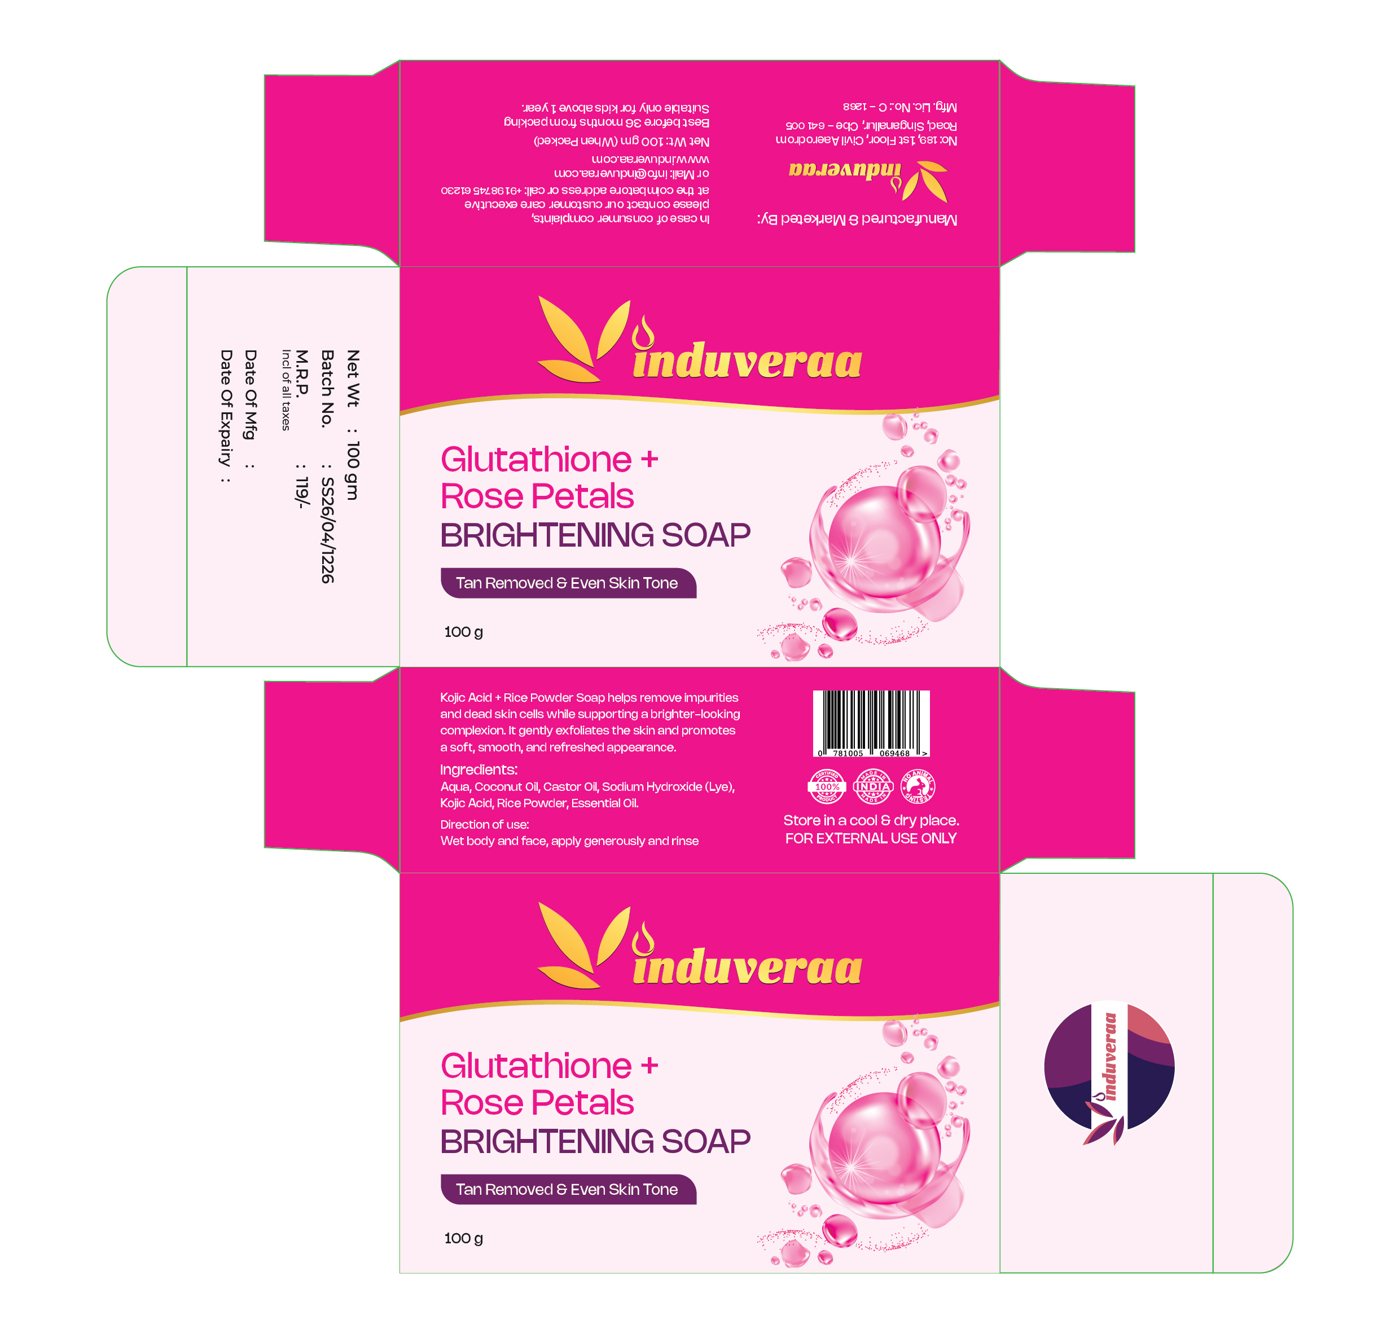 Manufactured & Marketed By:
induveraa
No: 189, 1st Floor, Civil Aaerodrom
Road, Singanallur, Cbe - 641 005
Mfg. Lic. No.: C - 1268
In case of consumer complaints,
please contact our customer care executive
at the coimbatore address or call: +91 98745 61230
or Mail: info@induveraa.com
www.induveraa.com
Net Wt: 100 gm (When Packed)
Best before 36 months from packing
Suitable only for kids above 1 year.
Net Wt : 100 gm
Batch No. : SS26/04/1226
M.R.P. : 119/-
Incl of all taxes
Date Of Mfg :
Date Of Expairy :
induveraa
Glutathione +
Rose Petals
BRIGHTENING SOAP
Tan Removed & Even Skin Tone
100 g
Kojic Acid + Rice Powder Soap helps remove impurities
and dead skin cells while supporting a brighter-looking
complexion. It gently exfoliates the skin and promotes
a soft, smooth, and refreshed appearance.
Ingredients:
Aqua, Coconut Oil, Castor Oil, Sodium Hydroxide (Lye),
Kojic Acid, Rice Powder, Essential Oil.
Direction of use:
Wet body and face, apply generously and rinse
0 781005 069468 >
CERTIFIED
100%
MADE IN
INDIA
MADE IN
NO ANIMAL
TESTING
Store in a cool & dry place.
FOR EXTERNAL USE ONLY
induveraa
Glutathione +
Rose Petals
BRIGHTENING SOAP
Tan Removed & Even Skin Tone
100 g
induveraa